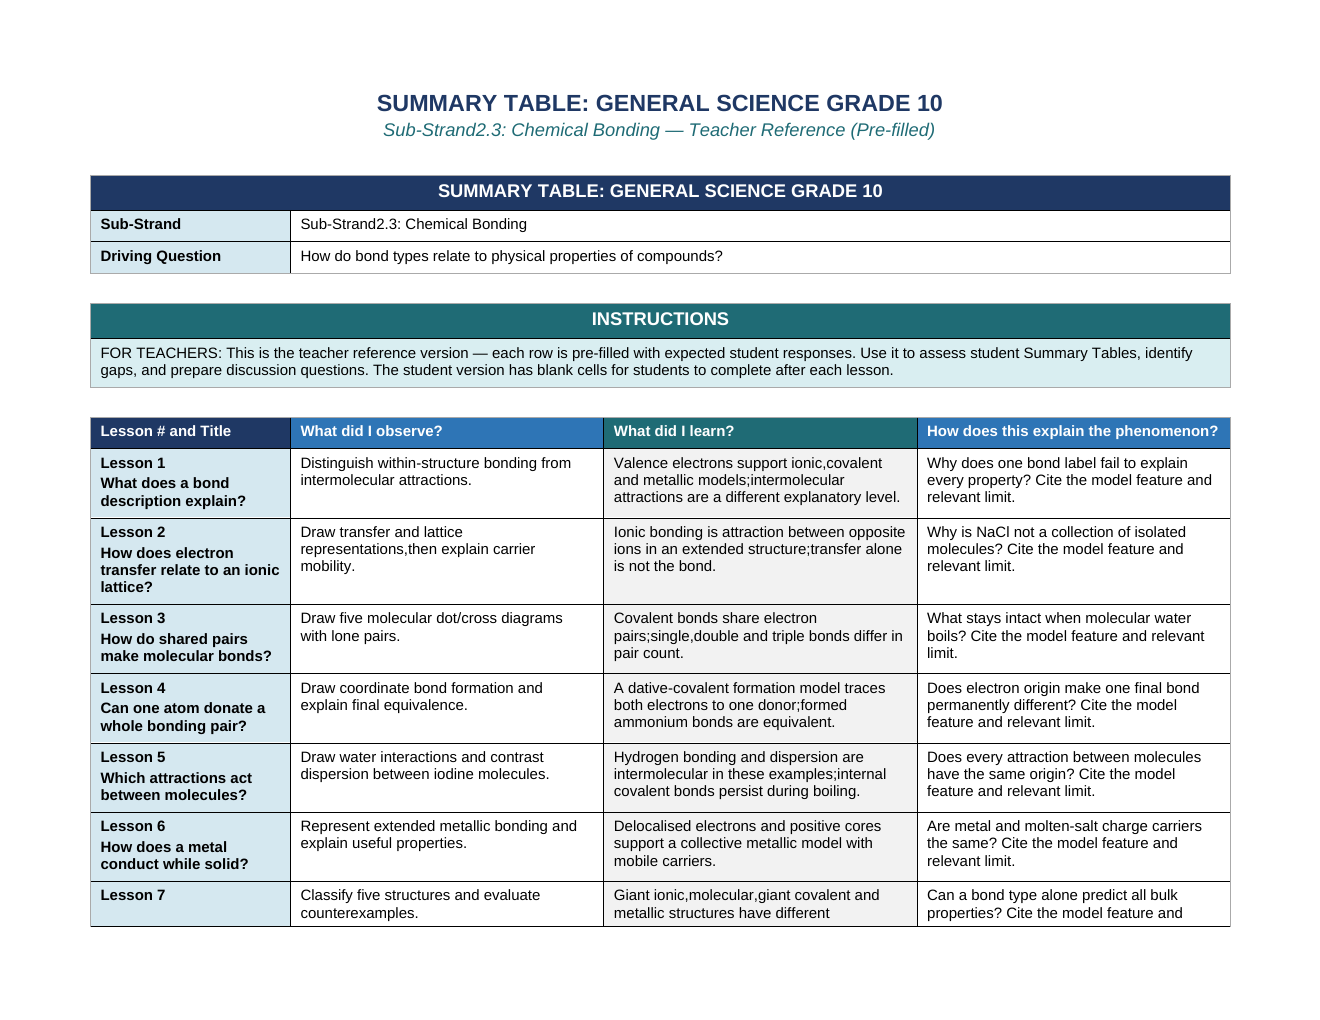 SUMMARY TABLE: GENERAL SCIENCE GRADE 10
Sub-Strand2.3: Chemical Bonding — Teacher Reference (Pre-filled)
SUMMARY TABLE: GENERAL SCIENCE GRADE 10
Sub-Strand
Sub-Strand2.3: Chemical Bonding
Driving Question
How do bond types relate to physical properties of compounds?
INSTRUCTIONS
FOR TEACHERS: This is the teacher reference version — each row is pre-filled with expected student responses. Use it to assess student Summary Tables, identify
gaps, and prepare discussion questions. The student version has blank cells for students to complete after each lesson.
Lesson # and Title
What did I observe?
What did I learn?
How does this explain the phenomenon?
Lesson 1
What does a bond
description explain?
Distinguish within-structure bonding from
intermolecular attractions.
Valence electrons support ionic,covalent
and metallic models;intermolecular
attractions are a different explanatory level.
Why does one bond label fail to explain
every property? Cite the model feature and
relevant limit.
Lesson 2
How does electron
transfer relate to an ionic
lattice?
Draw transfer and lattice
representations,then explain carrier
mobility.
Ionic bonding is attraction between opposite
ions in an extended structure;transfer alone
is not the bond.
Why is NaCl not a collection of isolated
molecules? Cite the model feature and
relevant limit.
Lesson 3
How do shared pairs
make molecular bonds?
Draw five molecular dot/cross diagrams
with lone pairs.
Covalent bonds share electron
pairs;single,double and triple bonds differ in
pair count.
What stays intact when molecular water
boils? Cite the model feature and relevant
limit.
Lesson 4
Can one atom donate a
whole bonding pair?
Draw coordinate bond formation and
explain final equivalence.
A dative-covalent formation model traces
both electrons to one donor;formed
ammonium bonds are equivalent.
Does electron origin make one final bond
permanently different? Cite the model
feature and relevant limit.
Lesson 5
Which attractions act
between molecules?
Draw water interactions and contrast
dispersion between iodine molecules.
Hydrogen bonding and dispersion are
intermolecular in these examples;internal
covalent bonds persist during boiling.
Does every attraction between molecules
have the same origin? Cite the model
feature and relevant limit.
Lesson 6
How does a metal
conduct while solid?
Represent extended metallic bonding and
explain useful properties.
Delocalised electrons and positive cores
support a collective metallic model with
mobile carriers.
Are metal and molten-salt charge carriers
the same? Cite the model feature and
relevant limit.
Lesson 7
Classify five structures and evaluate
counterexamples.
Giant ionic,molecular,giant covalent and
metallic structures have different
Can a bond type alone predict all bulk
properties? Cite the model feature and